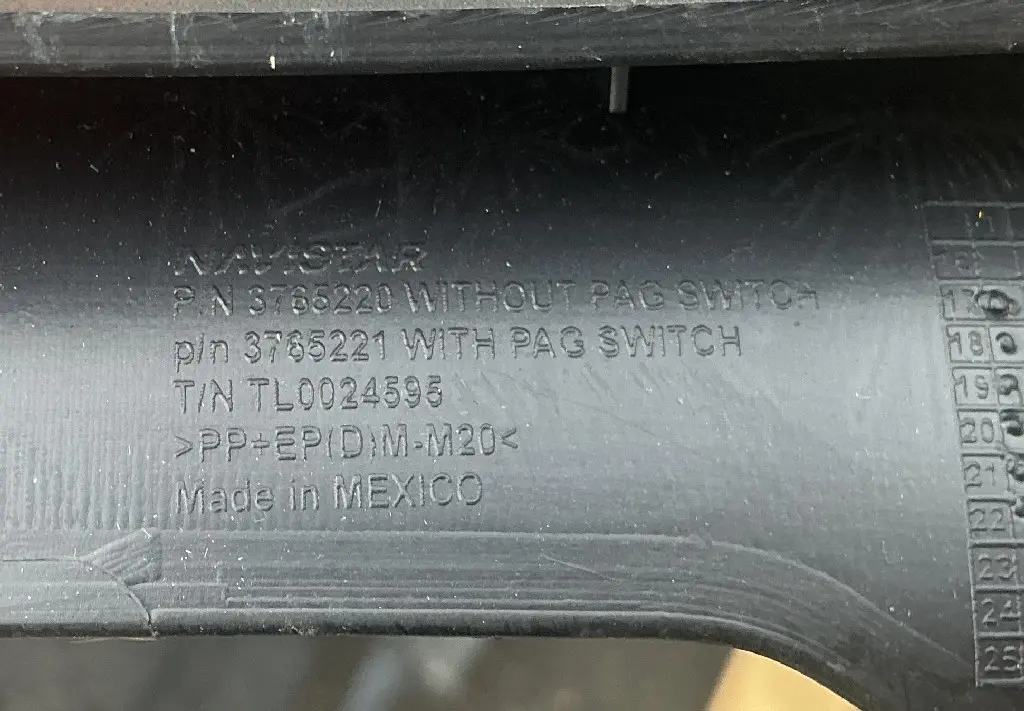 NAVISTAR
P/N 3765220 WITHOUT PAG SWITCH
p/n 3765221 WITH PAG SWITCH
T/N TL0024595
>PP+EP(D)M-M20<
Made in MEXICO
17
18
19
20
21
22
23
24
25